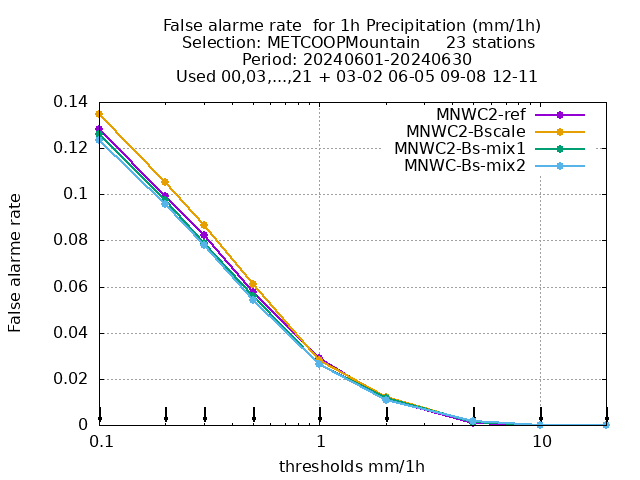 False alarme rate  for 1h Precipitation (mm/1h)
Selection: METCOOPMountain     23 stations
Period: 20240601-20240630
Used 00,03,...,21 + 03-02 06-05 09-08 12-11
MNWC2-ref
MNWC2-Bscale
MNWC2-Bs-mix1
MNWC-Bs-mix2
0.14
0.12
0.1
0.08
0.06
0.04
0.02
0
False alarme rate
0.1
1
10
thresholds mm/1h